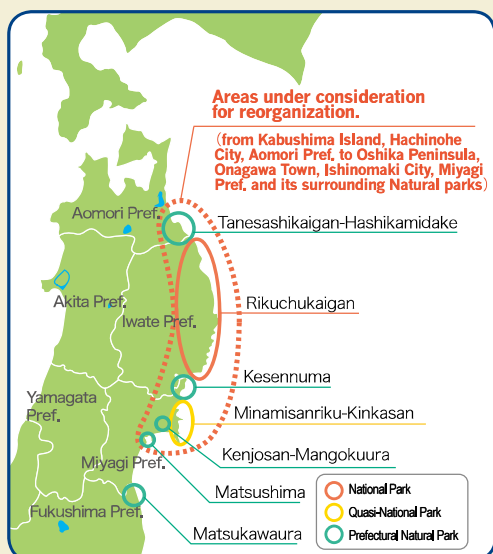 Areas under consideration
for reorganization.
(from Kabushima Island, Hachinohe
City, Aomori Pref. to Oshika Peninsula,
Onagawa Town, Ishinomaki City, Miyagi
Pref. and its surrounding Natural parks)
Aomori Pref.
Tanesashikaigan-Hashikamidake
Akita Pref.
Iwate Pref.
Rikuchukaigan
Kesennuma
Yamagata
Pref.
Minamisanriku-Kinkasan
Kenjosan-Mangokuura
Miyagi Pref.
Matsushima
Fukushima Pref.
Matsukawaura
National Park
Quasi-National Park
Prefectural Natural Park